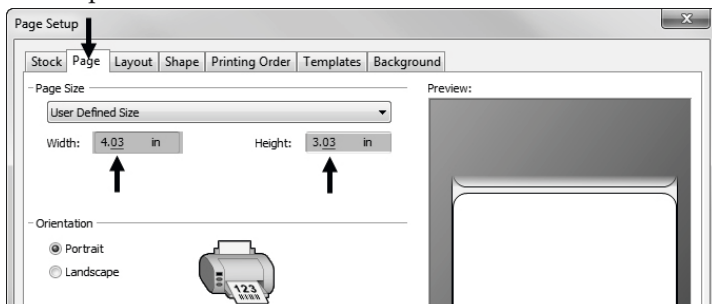 Page Setup X
Stock Page Layout Shape Printing Order Templates Background
Page Size
Preview:
User Defined Size
Width: 4.03 in Height: 3.03 in
Orientation
Portrait
Landscape
123